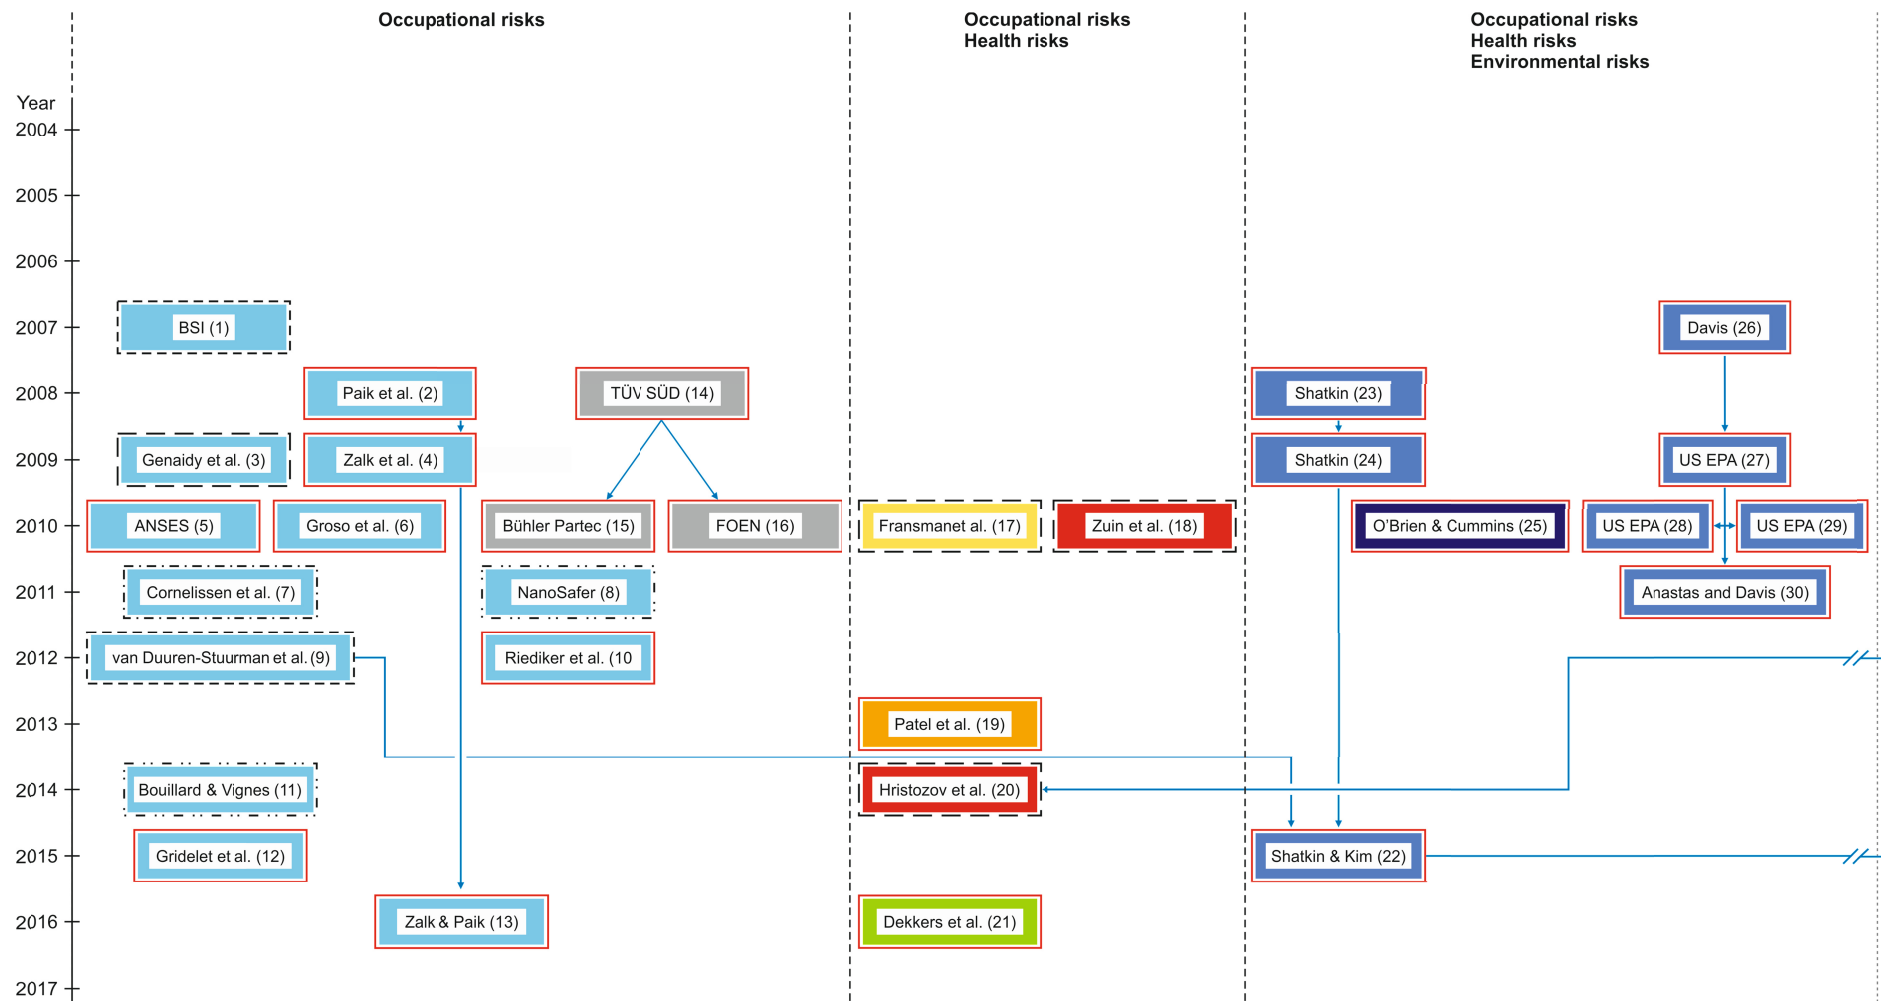 Occupational risks
Occupational risks
Health risks
Occupational risks
Health risks
Environmental risks
Year
2004
2005
2006
2007
BSI (1)
Davis (26)
2008
Paik et al. (2)
TÜV SÜD (14)
Shatkin (23)
2009
Genaidy et al. (3)
Zalk et al. (4)
Shatkin (24)
US EPA (27)
2010
ANSES (5)
Groso et al. (6)
Bühler Partec (15)
FOEN (16)
Fransmanet al. (17)
Zuin et al. (18)
O'Brien & Cummins (25)
US EPA (28)
US EPA (29)
2011
Cornelissen et al. (7)
NanoSafer (8)
Anastas and Davis (30)
2012
van Duuren-Stuurman et al. (9)
Riediker et al. (10
2013
Patel et al. (19)
2014
Bouillard & Vignes (11)
Hristozov et al. (20)
2015
Gridelet et al. (12)
Shatkin & Kim (22)
2016
Zalk & Paik (13)
Dekkers et al. (21)
2017